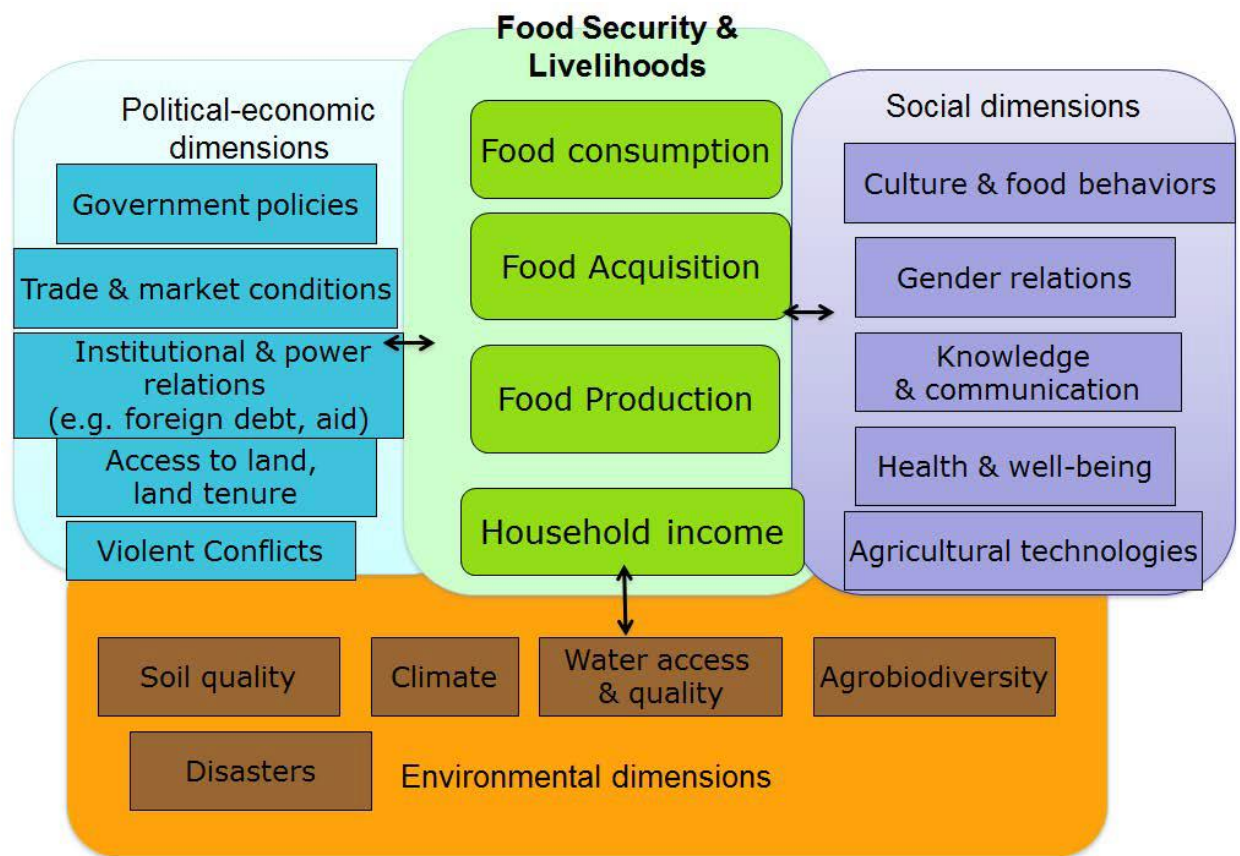 Food Security &
Livelihoods
Political-economic
dimensions
Government policies
Trade & market conditions
Institutional & power
relations
(e.g. foreign debt, aid)
Access to land,
land tenure
Violent Conflicts
Food consumption
Food Acquisition
Food Production
Household income
Social dimensions
Culture & food behaviors
Gender relations
Knowledge
& communication
Health & well-being
Agricultural technologies
Soil quality
Climate
Water access
& quality
Agrobiodiversity
Disasters
Environmental dimensions